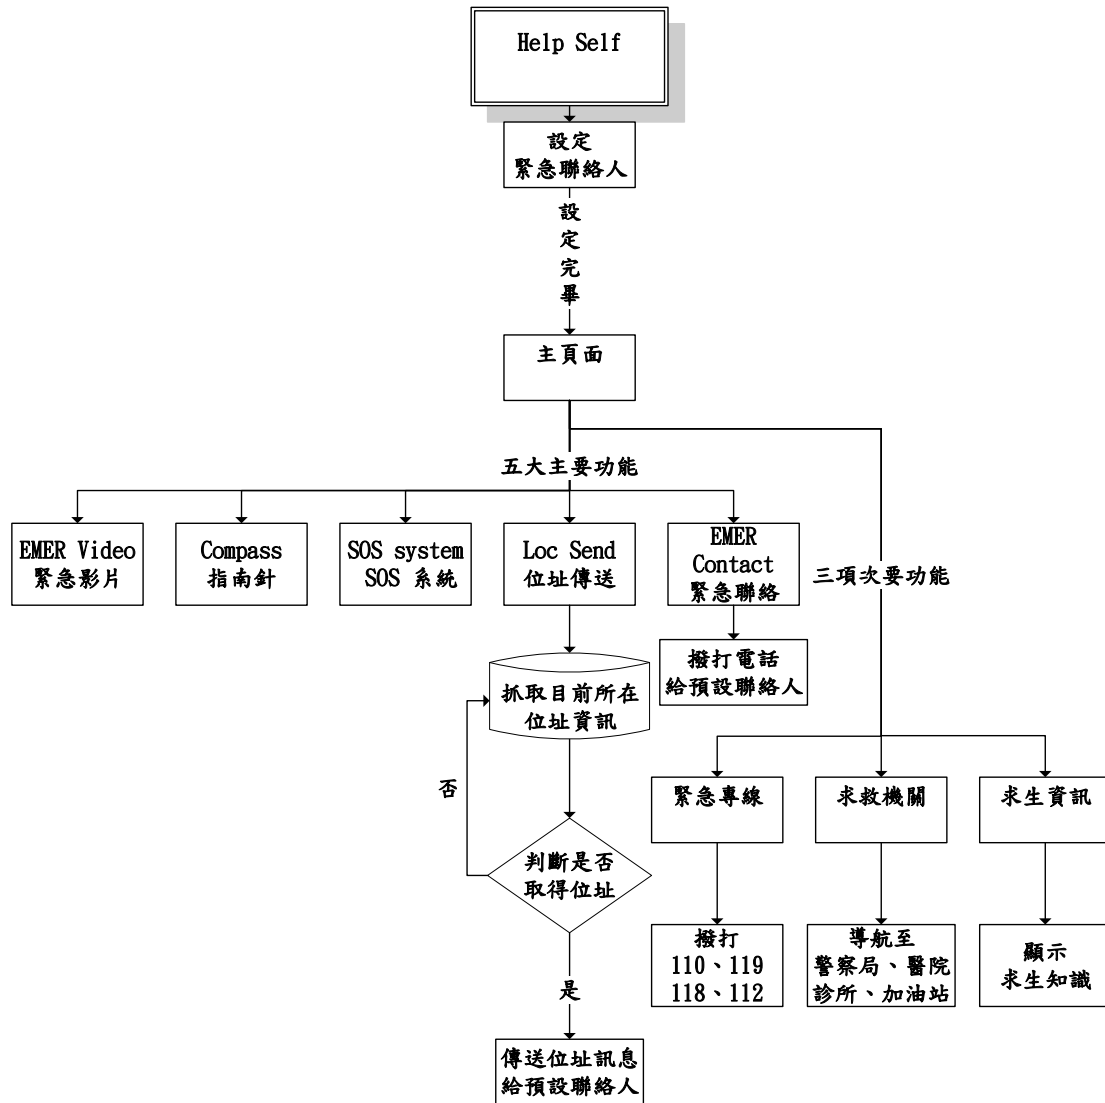 Help Self
設定
緊急聯絡人
設
定
完
畢
主頁面
五大主要功能
EMER Video
緊急影片
Compass
指南針
SOS system
SOS 系統
Loc Send
位址傳送
EMER
Contact
緊急聯絡
三項次要功能
撥打電話
給預設聯絡人
抓取目前所在
位址資訊
否
判斷是否
取得位址
是
傳送位址訊息
給預設聯絡人
緊急專線
求救機關
求生資訊
撥打
110、119
118、112
導航至
警察局、醫院
診所、加油站
顯示
求生知識